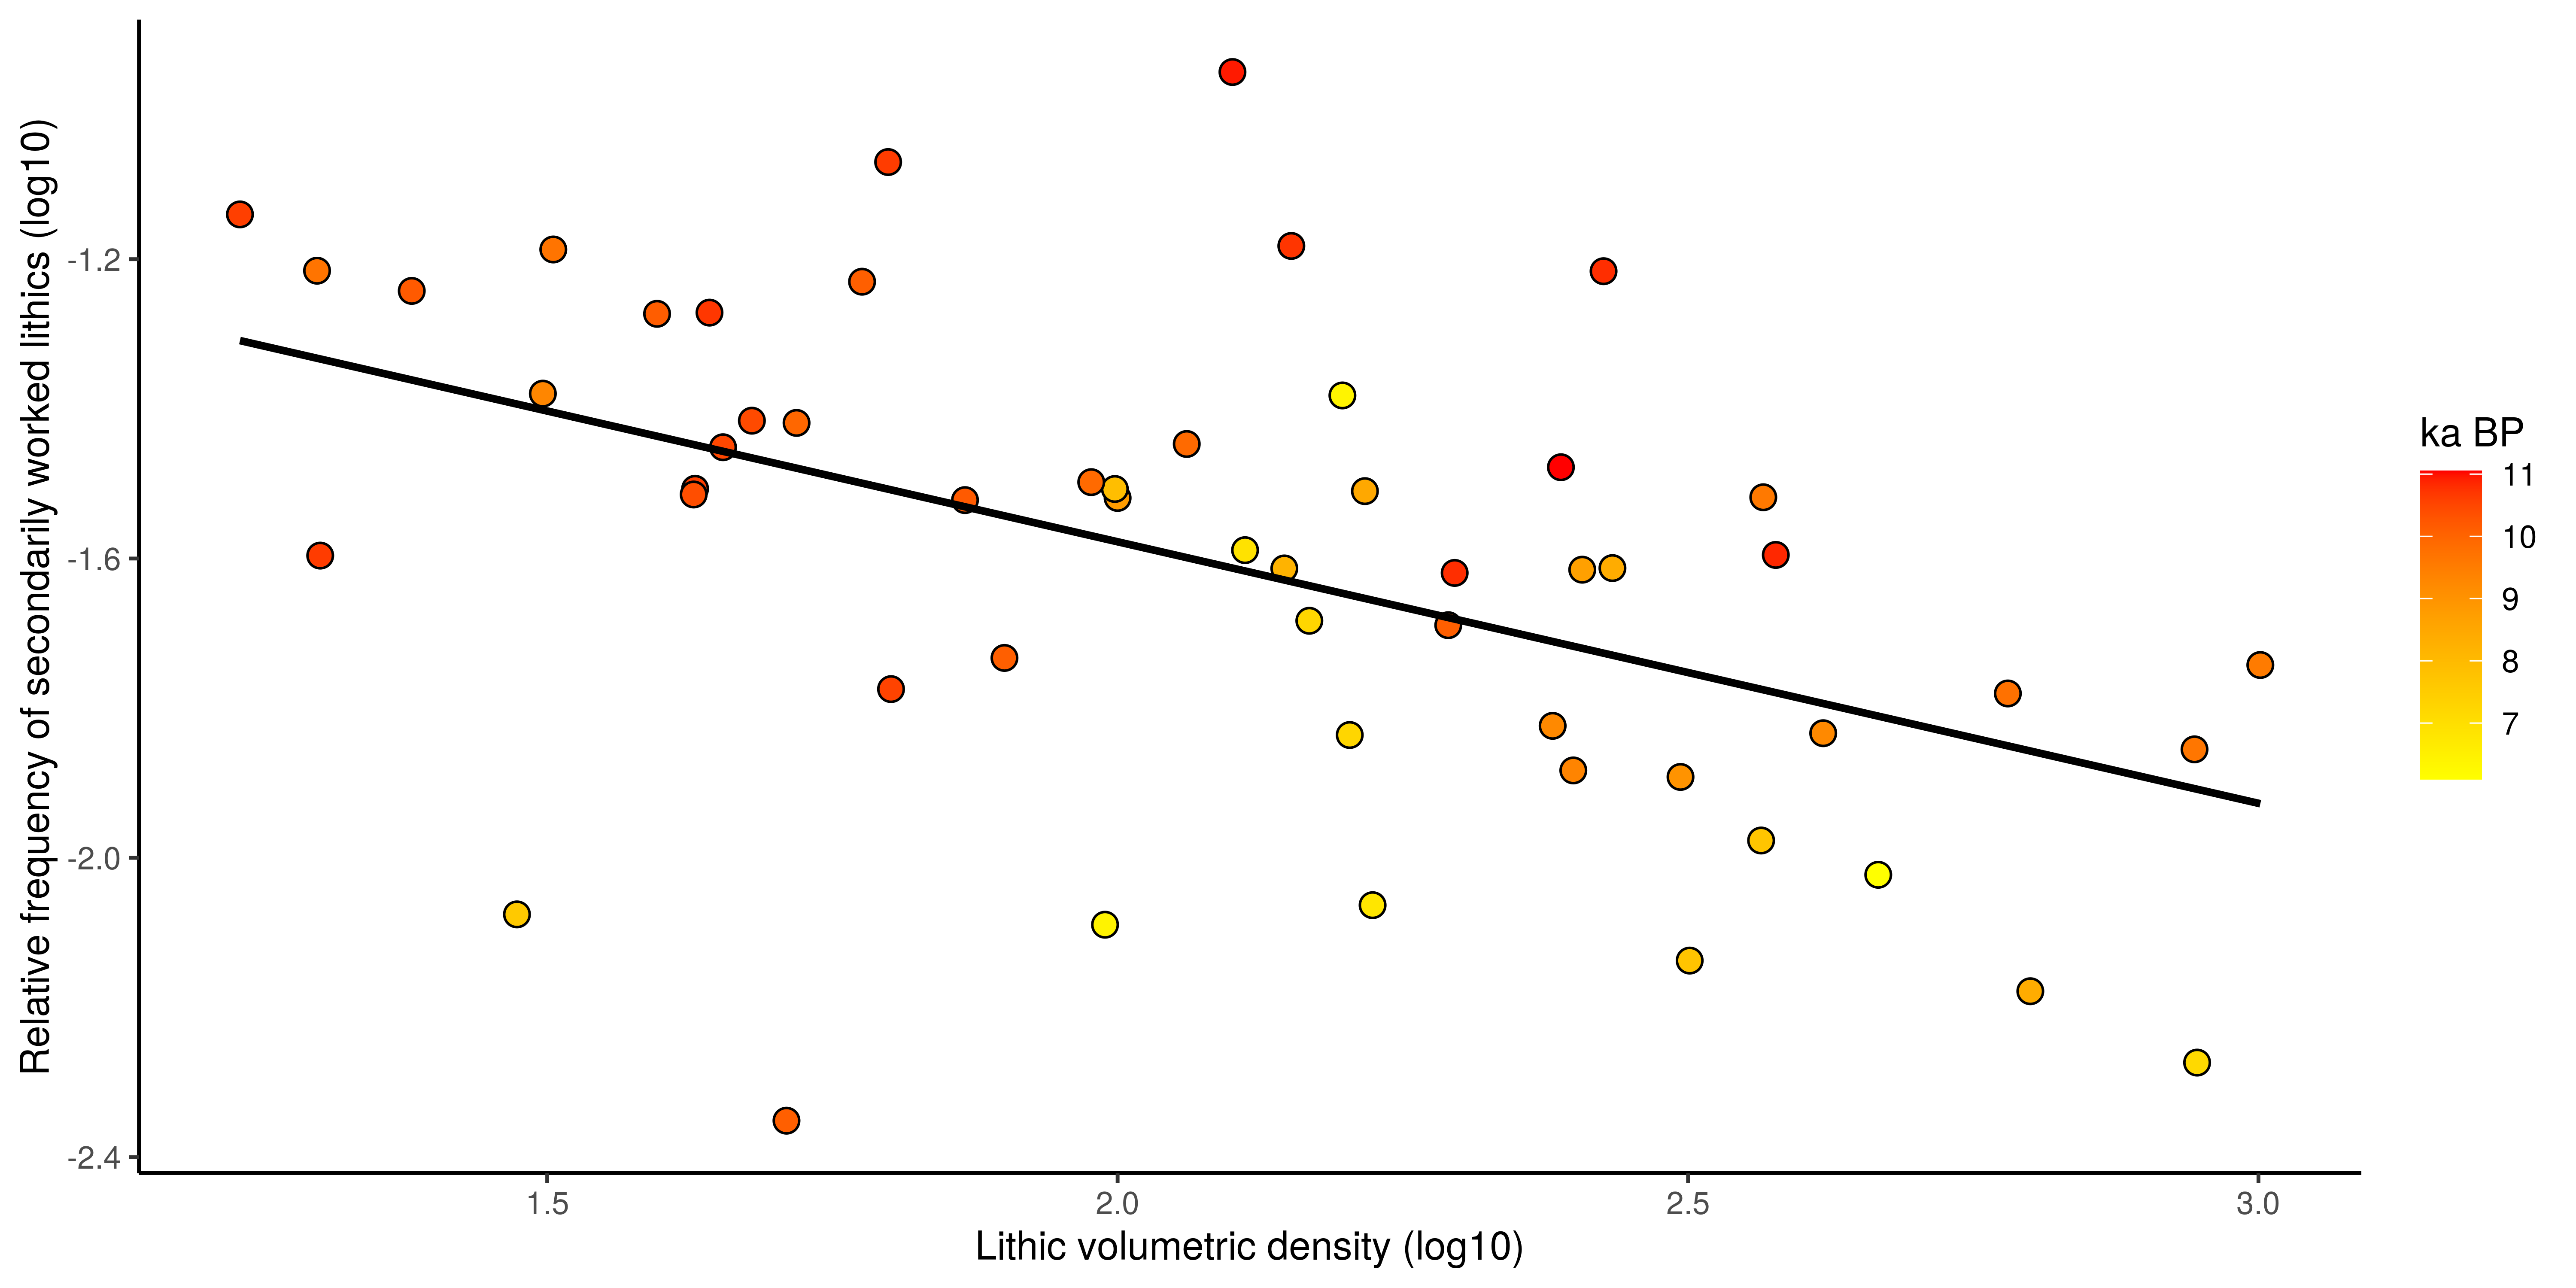 Relative frequency of secondarily worked lithics (log10)
-1.2
-1.6
-2.0
-2.4
1.5 2.0 2.5 3.0
Lithic volumetric density (log10)
ka BP
11
10
9
8
7